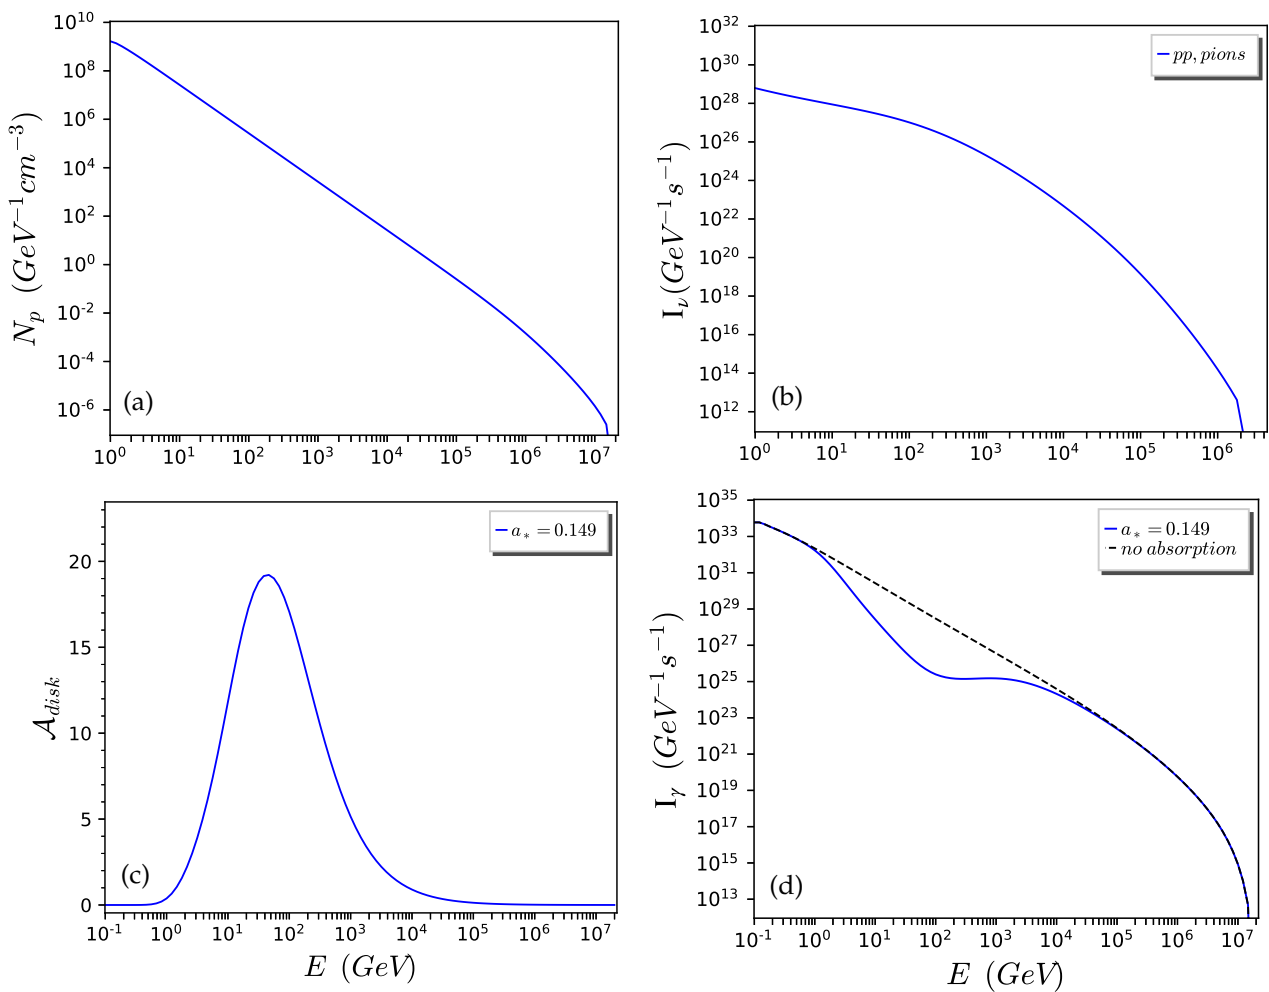 10^10
10^8
10^6
10^4
10^2
10^0
10^-2
10^-4
10^-6
N_p (GeV^−1cm^−3)
(a)
10^0 10^1 10^2 10^3 10^4 10^5 10^6 10^7
10^32
10^30
10^28
10^26
10^24
10^22
10^20
10^18
10^16
10^14
10^12
I_ν(GeV^−1s^−1)
pp, pions
(b)
10^0 10^1 10^2 10^3 10^4 10^5 10^6
20
15
10
5
0
𝒜_disk
a_* = 0.149
(c)
10^-1 10^0 10^1 10^2 10^3 10^4 10^5 10^6 10^7
E (GeV)
10^35
10^33
10^31
10^29
10^27
10^25
10^23
10^21
10^19
10^17
10^15
10^13
I_γ (GeV^−1s^−1)
a_* = 0.149
no absorption
(d)
10^-1 10^0 10^1 10^2 10^3 10^4 10^5 10^6 10^7
E (GeV)